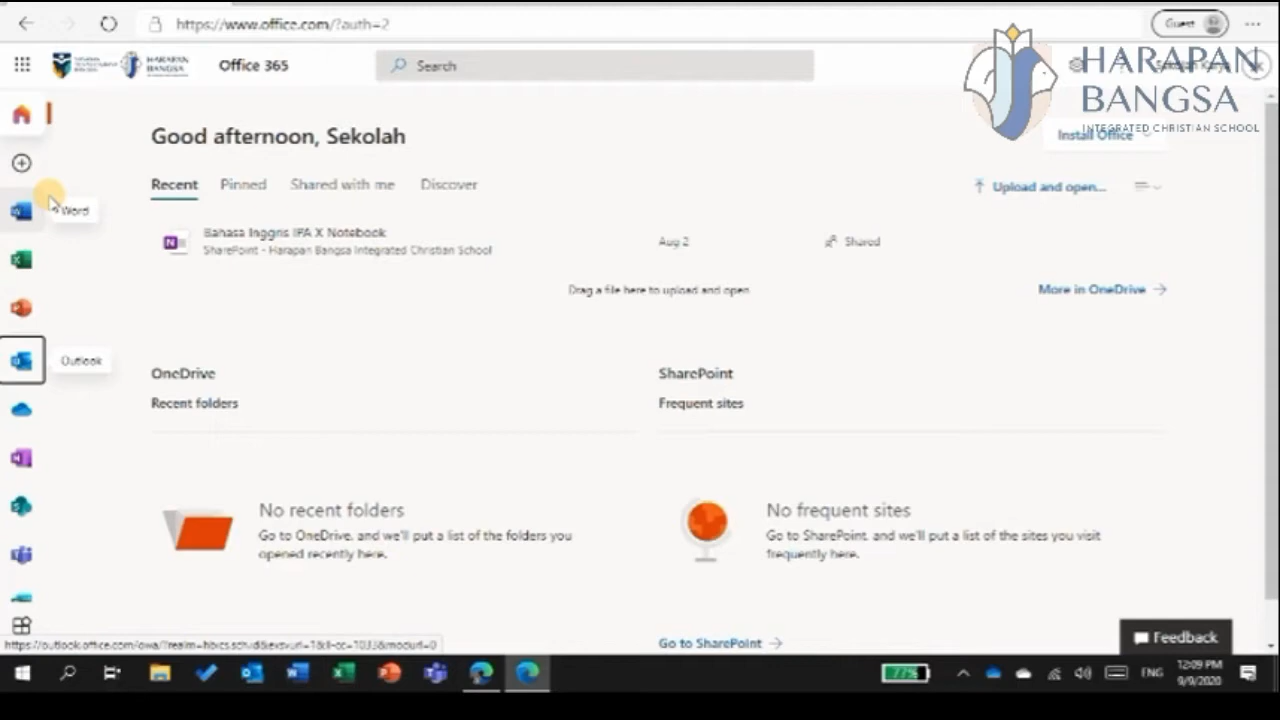 https://www.office.com/?auth=2
Guest
HARAPAN
BANGSA
Office 365
Search
HARAPAN
BANGSA
INTEGRATED CHRISTIAN SCHOOL
Good afternoon, Sekolah
Install Office
Recent
Pinned
Shared with me
Discover
Upload and open...
Word
Bahasa Inggris IPA X Notebook
SharePoint - Harapan Bangsa Integrated Christian School
Aug 2
Shared
Drag a file here to upload and open
More in OneDrive
Outlook
OneDrive
SharePoint
Recent folders
Frequent sites
No recent folders
Go to OneDrive, and we'll put a list of the folders you
opened recently here.
No frequent sites
Go to SharePoint, and we'll put a list of the sites you visit
frequently here.
Go to SharePoint
Feedback
77%
ENG
12:09 PM
9/9/2020